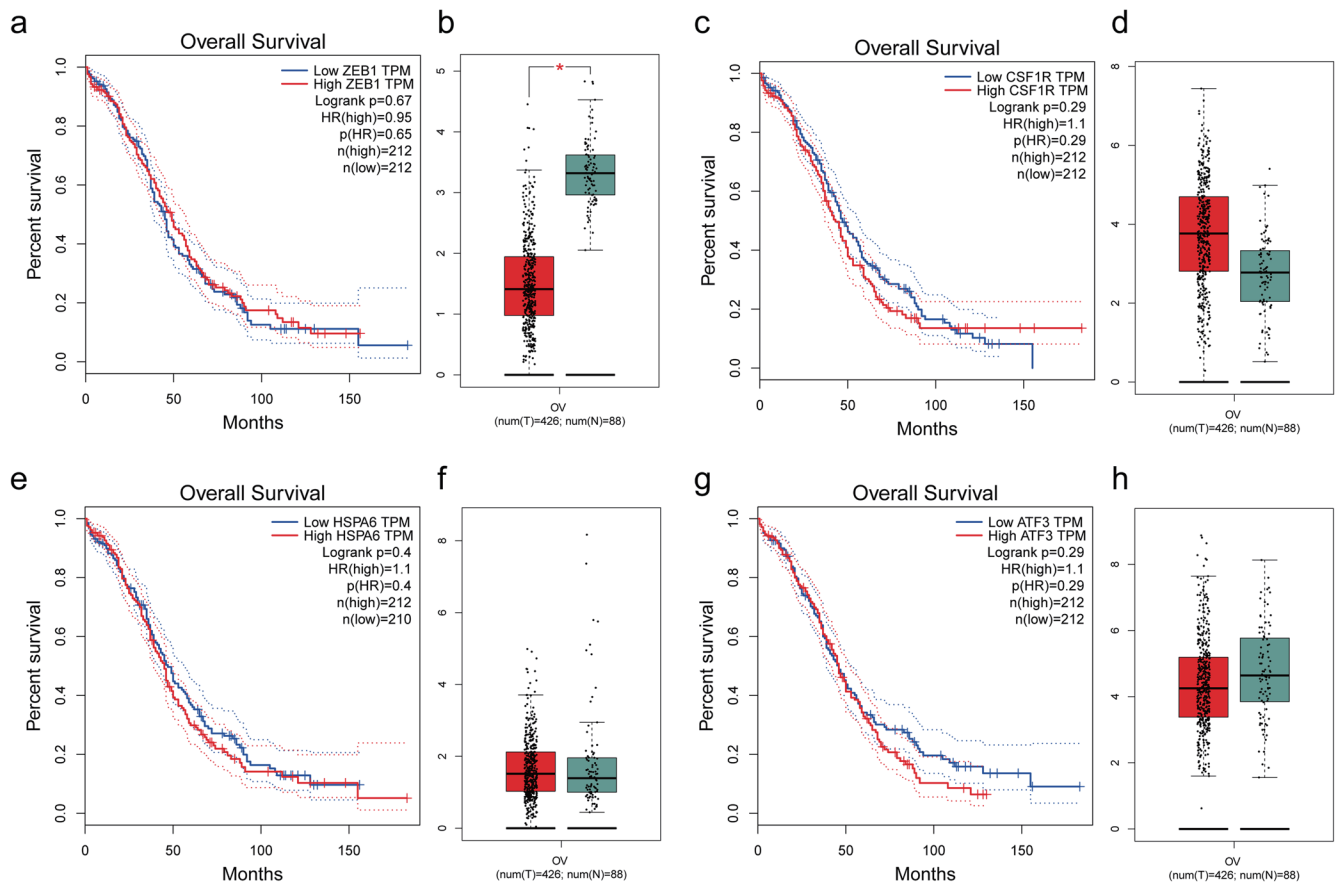 a
Overall Survival
Low ZEB1 TPM
High ZEB1 TPM
Logrank p=0.67
HR(high)=0.95
p(HR)=0.65
n(high)=212
n(low)=212
Percent survival
1.0
0.8
0.6
0.4
0.2
0.0
0
50
100
150
Months
b
*
5
4
3
2
1
0
OV
(num(T)=426; num(N)=88)
c
Overall Survival
Low CSF1R TPM
High CSF1R TPM
Logrank p=0.29
HR(high)=1.1
p(HR)=0.29
n(high)=212
n(low)=212
Percent survival
1.0
0.8
0.6
0.4
0.2
0.0
0
50
100
150
Months
d
8
6
4
2
0
OV
(num(T)=426; num(N)=88)
e
Overall Survival
Low HSPA6 TPM
High HSPA6 TPM
Logrank p=0.4
HR(high)=1.1
p(HR)=0.4
n(high)=212
n(low)=210
Percent survival
1.0
0.8
0.6
0.4
0.2
0.0
0
50
100
150
Months
f
8
6
4
2
0
OV
(num(T)=426; num(N)=88)
g
Overall Survival
Low ATF3 TPM
High ATF3 TPM
Logrank p=0.29
HR(high)=1.1
p(HR)=0.29
n(high)=212
n(low)=212
Percent survival
1.0
0.8
0.6
0.4
0.2
0.0
0
50
100
150
Months
h
8
6
4
2
0
OV
(num(T)=426; num(N)=88)